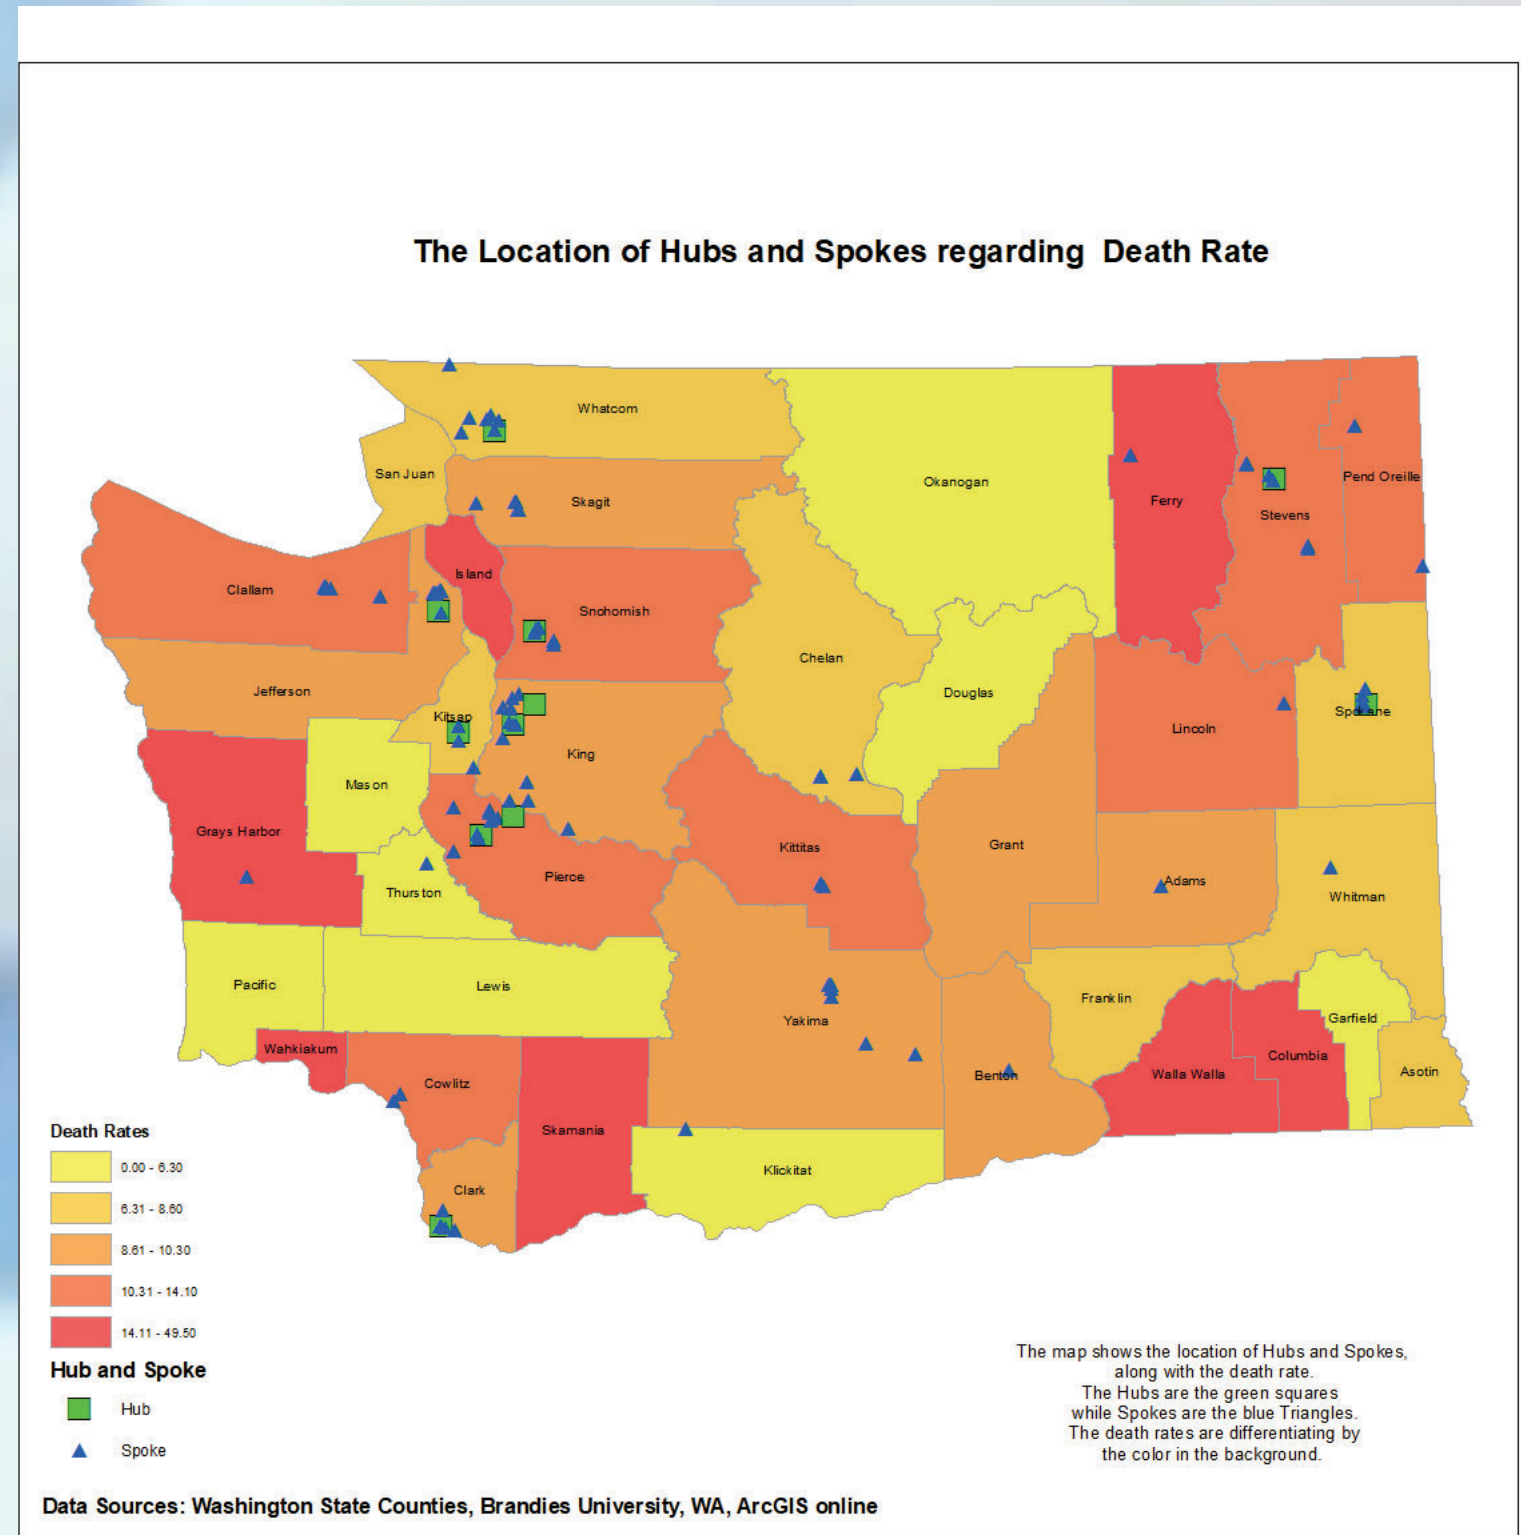 The Location of Hubs and Spokes regarding  Death Rate
Whatcom
San Juan
Skagit
Okanogan
Ferry
Stevens
Pend Oreille
Island
Clallam
Snohomish
Chelan
Jefferson
Douglas
Kitsap
King
Lincoln
Spokane
Mason
Grays Harbor
Kittitas
Grant
Pierce
Thurston
Adams
Whitman
Pacific
Lewis
Yakima
Franklin
Garfield
Wahkiakum
Columbia
Asotin
Benton
Walla Walla
Cowlitz
Skamania
Klickitat
Clark
Death Rates
0.00 - 6.30
6.31 - 8.60
8.61 - 10.30
10.31 - 14.10
14.11 - 49.50
Hub and Spoke
Hub
Spoke
The map shows the location of Hubs and Spokes,
along with the death rate.
The Hubs are the green squares
while Spokes are the blue Triangles.
The death rates are differentiating by
the color in the background.
Data Sources: Washington State Counties, Brandies University, WA, ArcGIS online